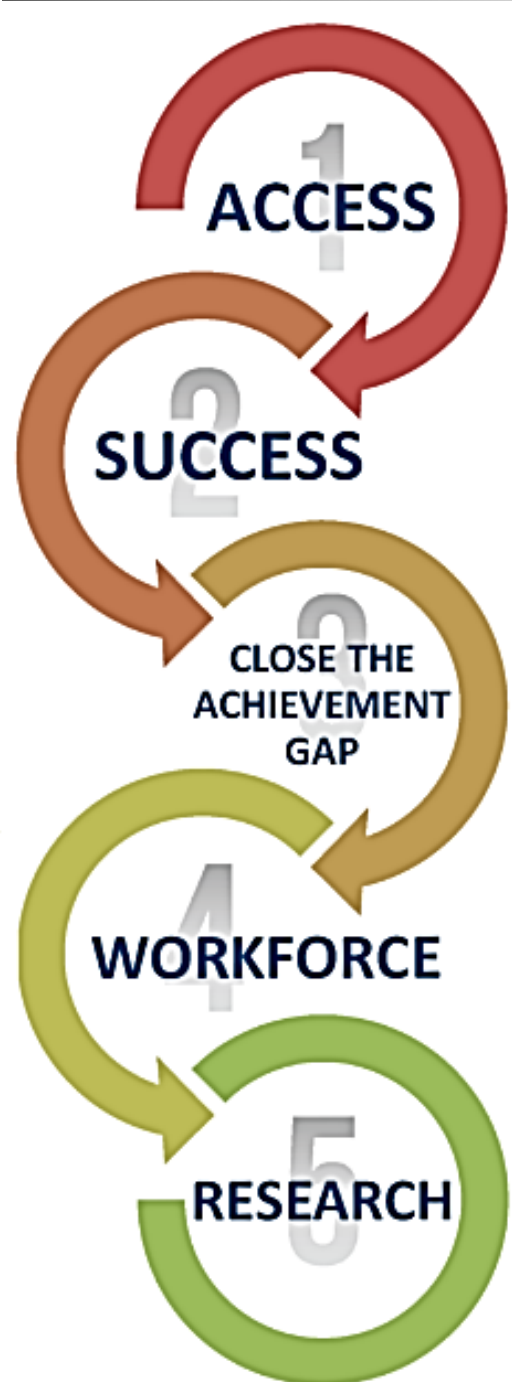 1
ACCESS
2
SUCCESS
3
CLOSE THE
ACHIEVEMENT
GAP
4
WORKFORCE
5
RESEARCH